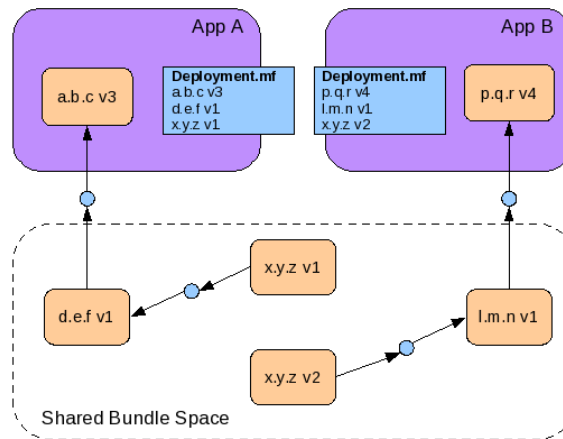 App A
App B
a.b.c v3
Deployment.mf
a.b.c v3
d.e.f v1
x.y.z v1
Deployment.mf
p.q.r v4
l.m.n v1
x.y.z v2
p.q.r v4
x.y.z v1
d.e.f v1
l.m.n v1
x.y.z v2
Shared Bundle Space